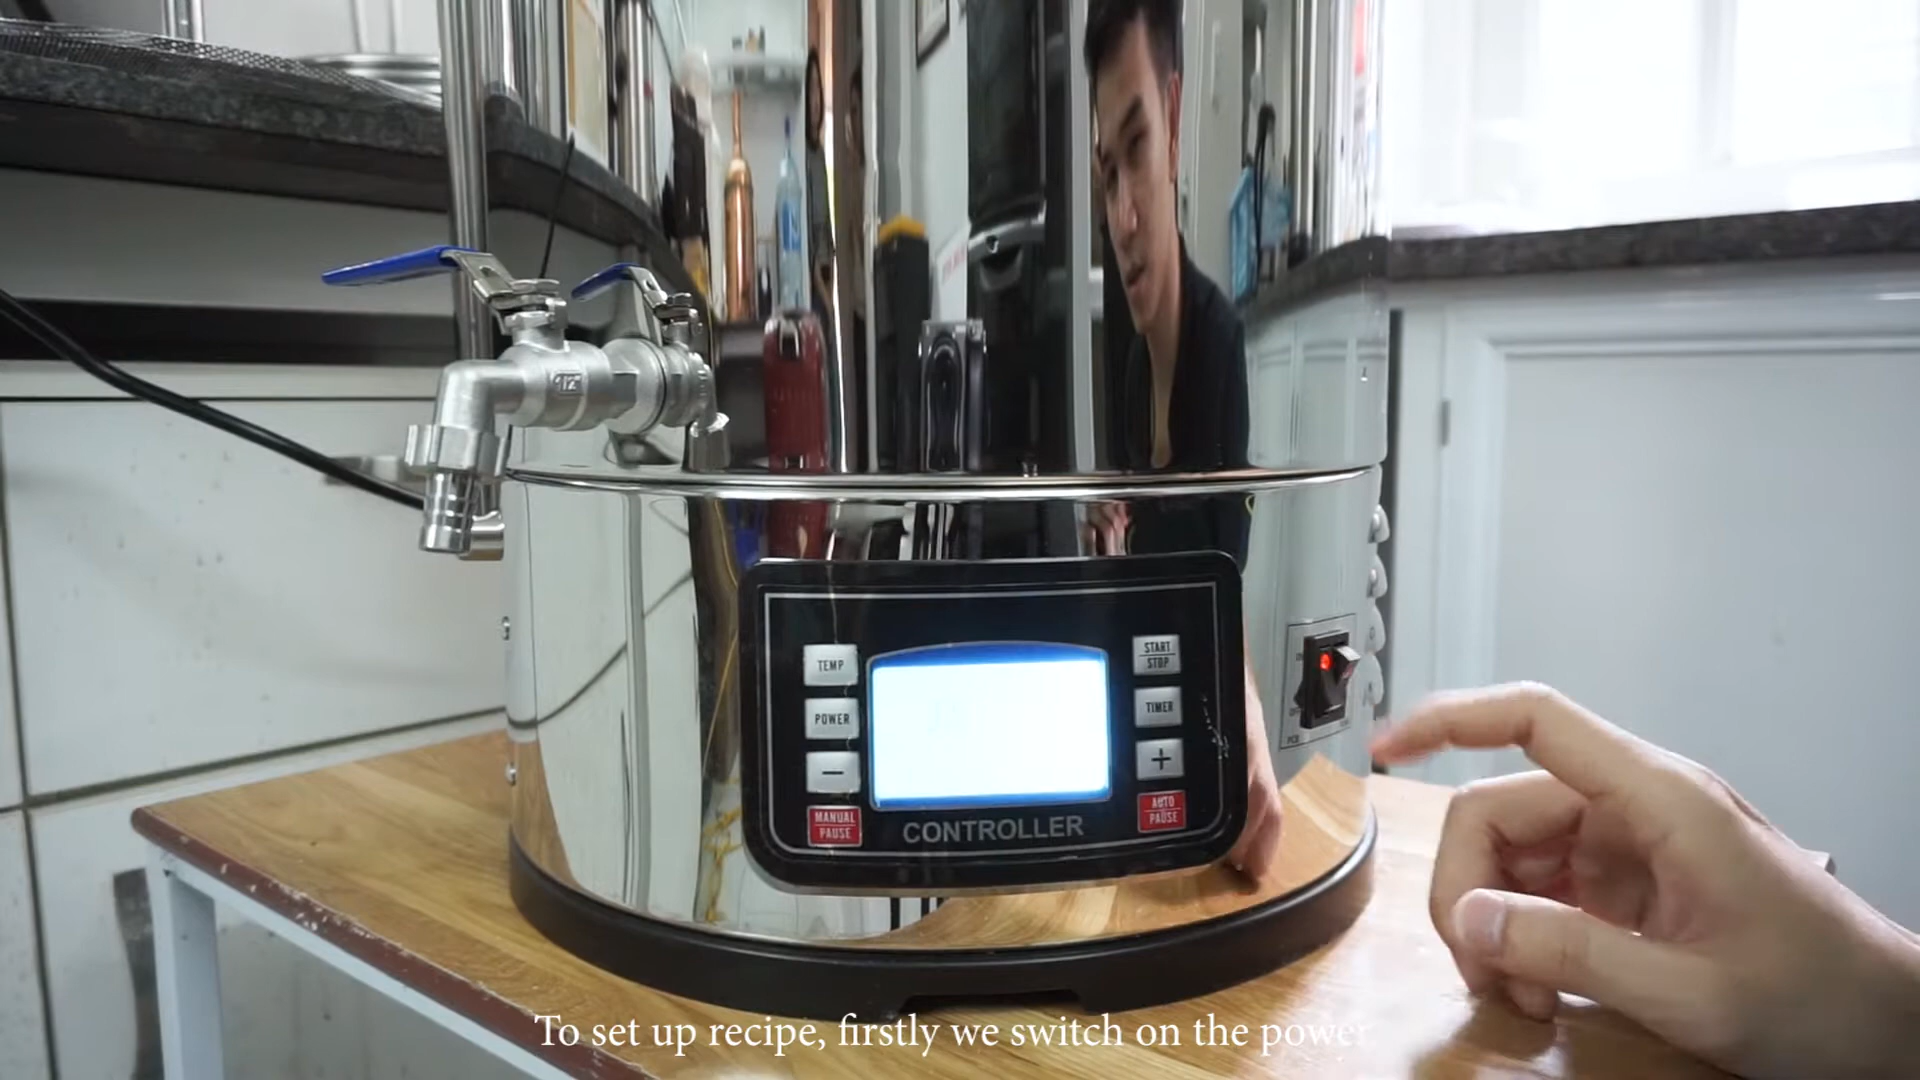 1/2"
TEMP
POWER
−
MANUAL
PAUSE
START
STOP
TIMER
+
AUTO
PAUSE
CONTROLLER
To set up recipe, firstly we switch on the power